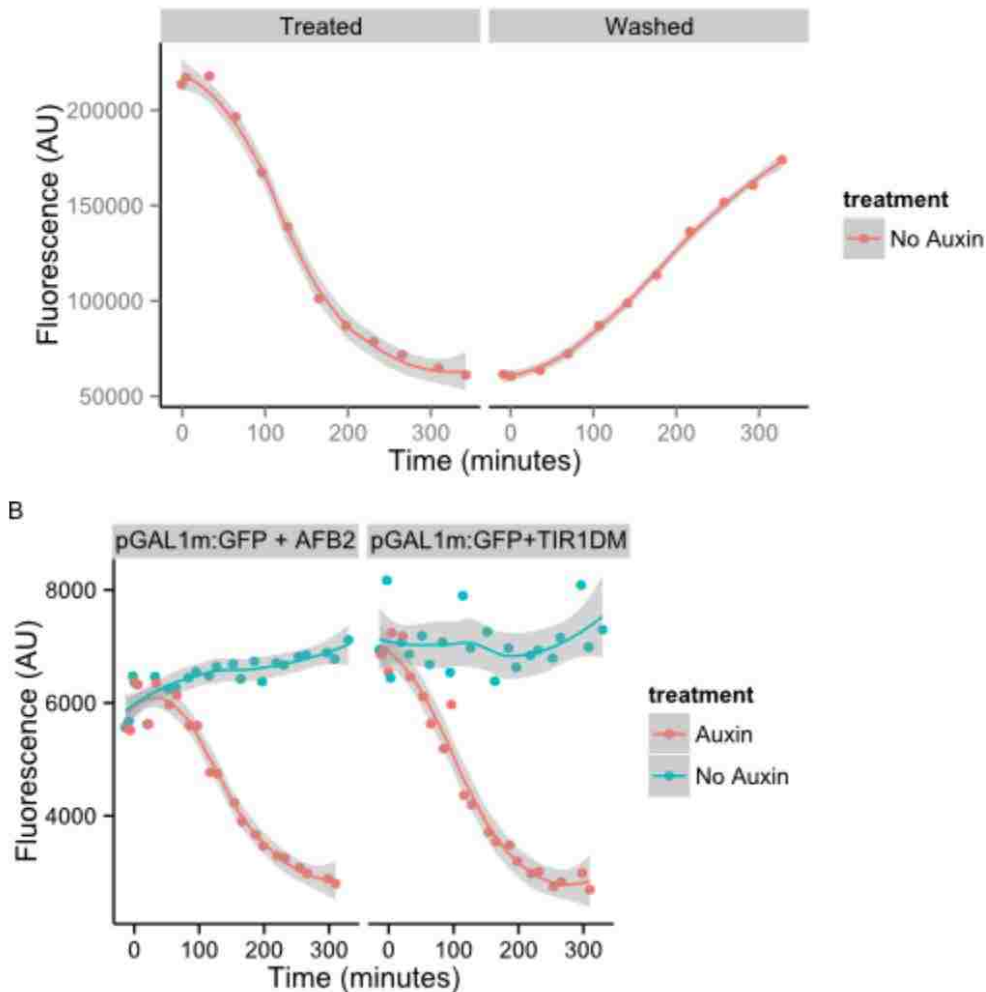 Treated Washed
Fluorescence (AU)
200000
150000
100000
50000
0 100 200 300 0 100 200 300
Time (minutes)
treatment
No Auxin
B
pGAL1m:GFP + AFB2 pGAL1m:GFP+TIR1DM
Fluorescence (AU)
8000
6000
4000
0 100 200 300 0 100 200 300
Time (minutes)
treatment
Auxin
No Auxin